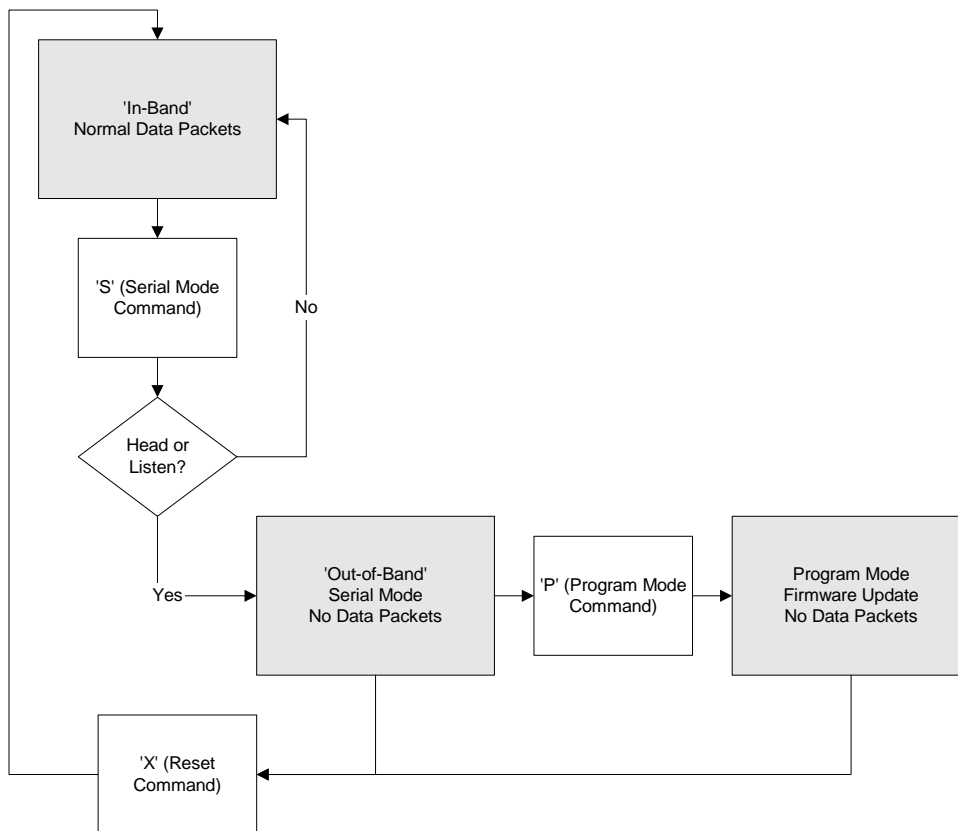 'In-Band'
Normal Data Packets
'S' (Serial Mode
Command)
No
Head or
Listen?
Yes
'Out-of-Band'
Serial Mode
No Data Packets
'P' (Program Mode
Command)
Program Mode
Firmware Update
No Data Packets
'X' (Reset
Command)